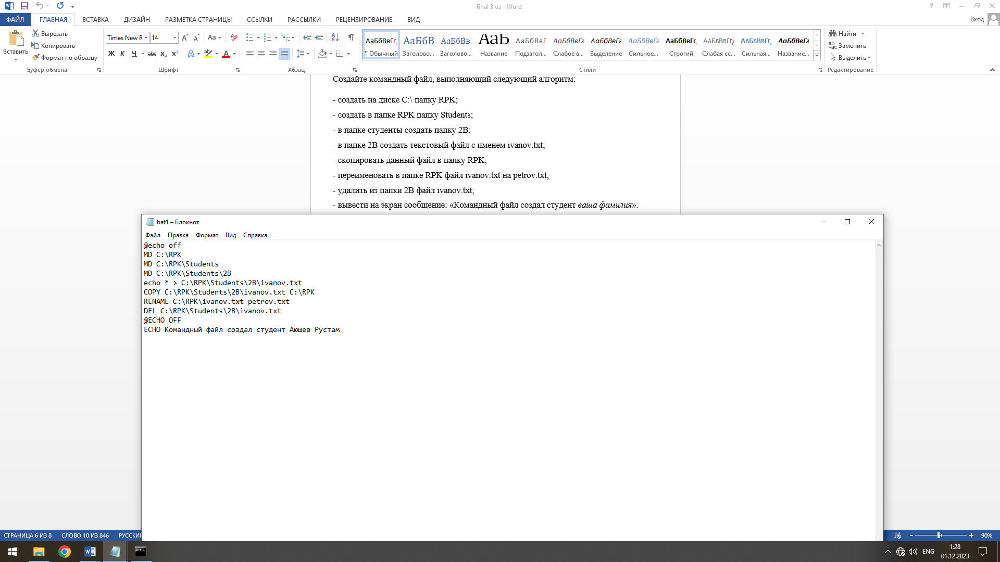 final 3 os - Word
ФАЙЛ ГЛАВНАЯ ВСТАВКА ДИЗАЙН РАЗМЕТКА СТРАНИЦЫ ССЫЛКИ РАССЫЛКИ РЕЦЕНЗИРОВАНИЕ ВИД Вход
Вставить
Вырезать
Копировать
Формат по образцу
Буфер обмена
Times New R 14
Ж К Ч abc x₂ x²
Шрифт
Абзац
АаБбВвГг, АаБбВ АаБбВв АаБ АаБбВвГ АаБбВвГг АаБбВвГг АаБбВвГг АаБбВвГг, АаБбВвГг АаБбВвГг, АаБбВвГг
¶ Обычный Заголово... Заголово... Название Подзагол... Слабое в... Выделение Сильное... Строгий Слабая сс... Сильная... Название...
Стили
Найти
Заменить
Выделить
Редактирование
Создайте командный файл, выполняющий следующий алгоритм:
- создать на диске C:\ папку RPK;
- создать в папке RPK папку Students;
- в папке студенты создать папку 2B;
- в папке 2B создать текстовый файл с именем ivanov.txt;
- скопировать данный файл в папку RPK;
- переименовать в папке RPK файл ivanov.txt на petrov.txt;
- удалить из папки 2B файл ivanov.txt;
- вывести на экран сообщение: «Командный файл создал студент ваша фамилия».
bat1 – Блокнот
Файл Правка Формат Вид Справка
@echo off
MD C:\RPK
MD C:\RPK\Students
MD C:\RPK\Students\2B
echo * > C:\RPK\Students\2B\ivanov.txt
COPY C:\RPK\Students\2B\ivanov.txt C:\RPK
RENAME C:\RPK\ivanov.txt petrov.txt
DEL C:\RPK\Students\2B\ivanov.txt
@ECHO OFF
ECHO Командный файл создал студент Аюшев Рустам
СТРАНИЦА 6 ИЗ 8 СЛОВО 10 ИЗ 846 РУССКИЙ 90%
ENG 1:28
01.12.2023